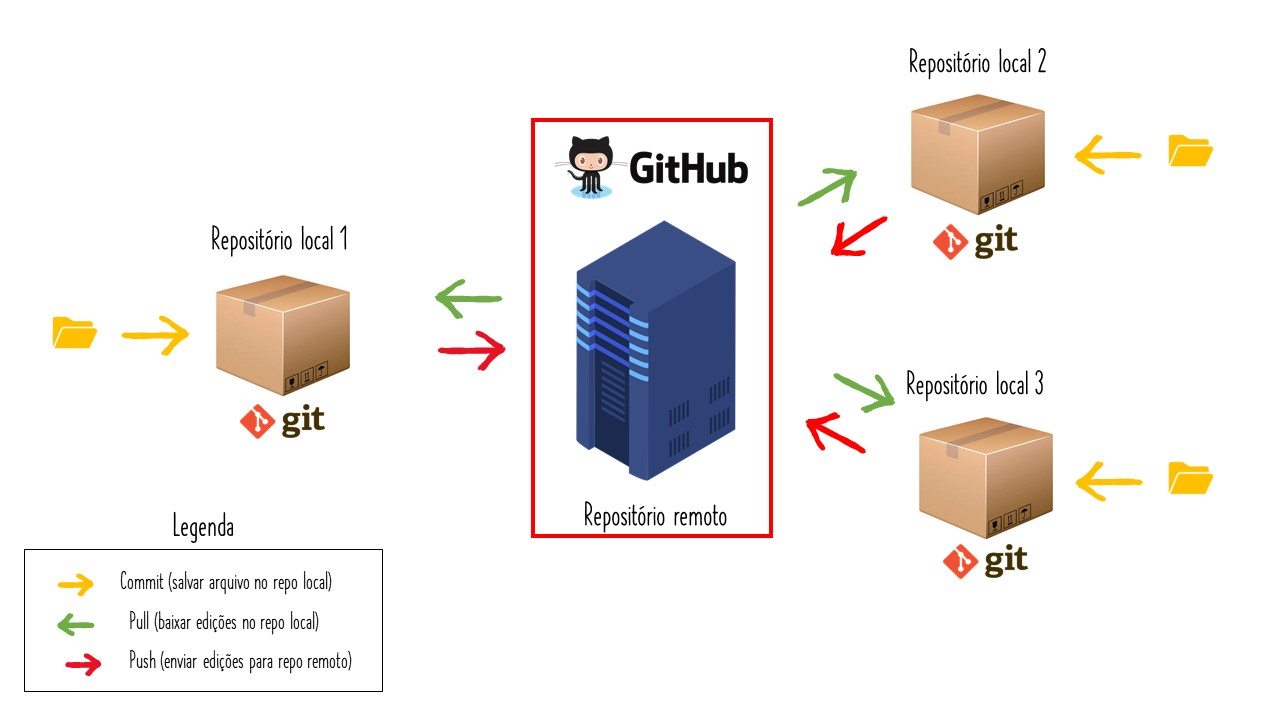 Repositório local 2
GitHub
git
Repositório local 1
git
Repositório local 3
Repositório remoto
git
Legenda
Commit (salvar arquivo no repo local)
Pull (baixar edições no repo local)
Push (enviar edições para repo remoto)